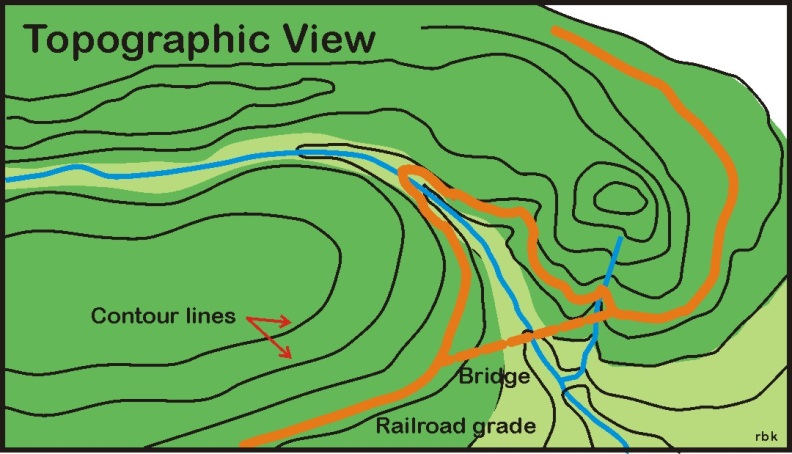 Topographic View
Contour lines
Bridge
Railroad grade
rbk